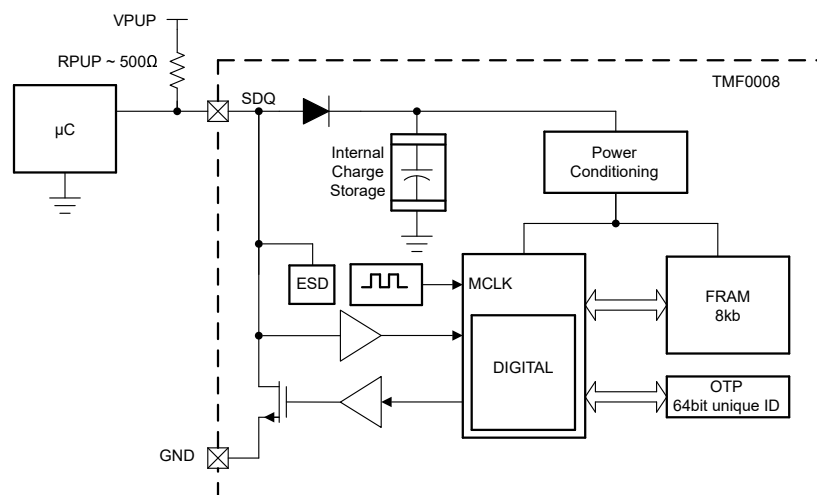 VPUP
RPUP ~ 500Ω
TMF0008
SDQ
µC
Internal
Charge
Storage
Power
Conditioning
ESD
MCLK
FRAM
8kb
DIGITAL
OTP
64bit unique ID
GND